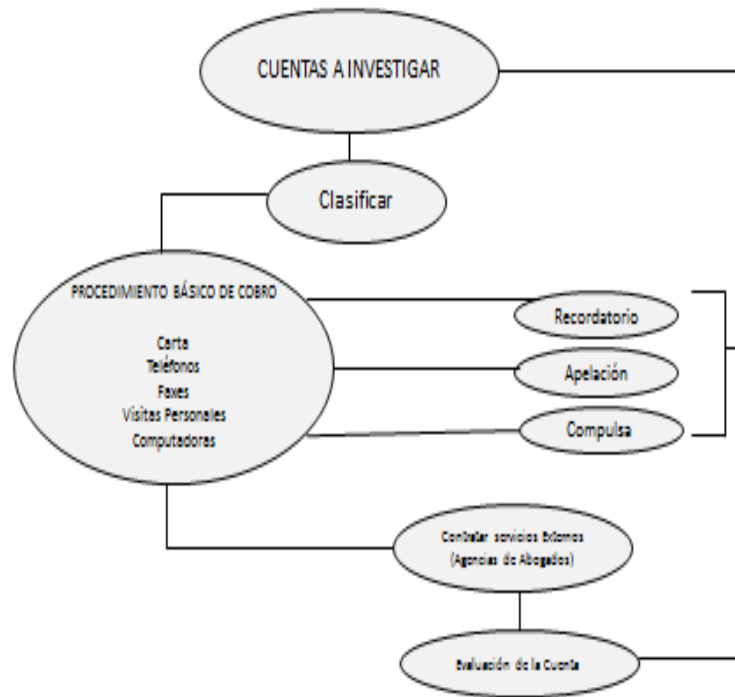 CUENTAS A INVESTIGAR
Clasificar
PROCEDIMIENTO BÁSICO DE COBRO
Carta
Teléfonos
Faxes
Visitas Personales
Computadoras
Recordatorio
Apelación
Compulsa
Contratar servicios Externos
(Agencias de Abogados)
Evaluación de la Cuenta